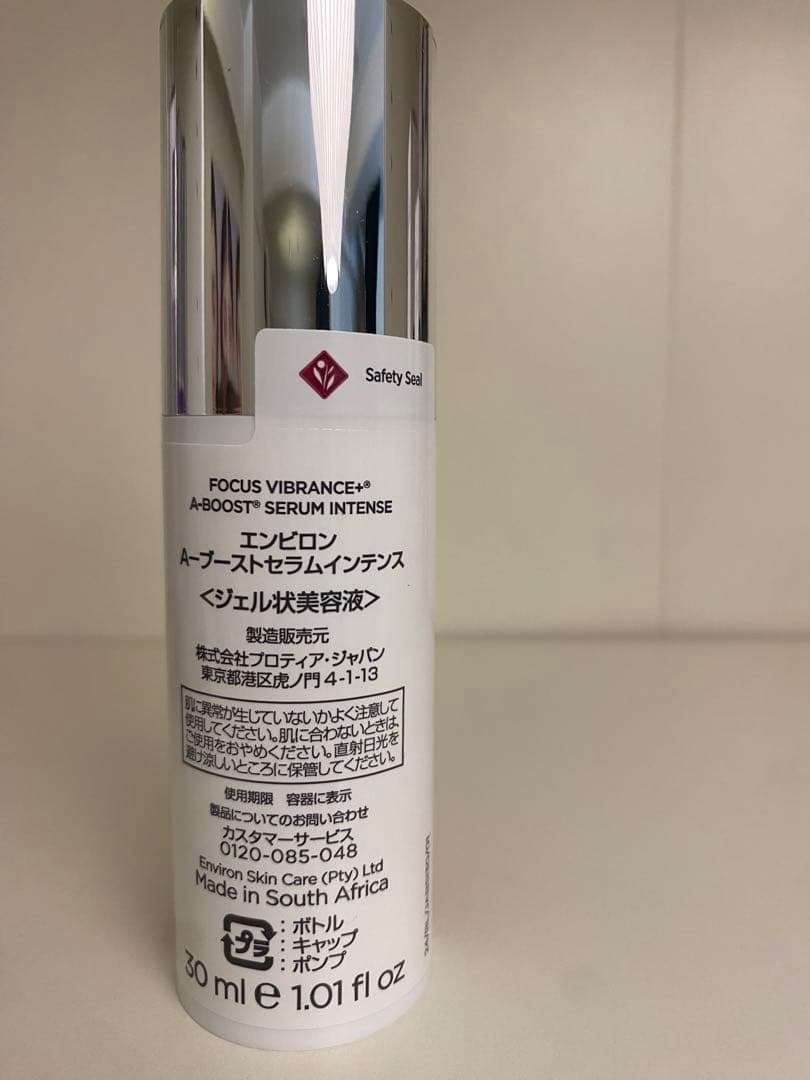 Safety Seal
FOCUS VIBRANCE+®
A-BOOST® SERUM INTENSE
エンビロン
A-ブーストセラムインテンス
<ジェル状美容液>
製造販売元
株式会社プロティア・ジャパン
東京都港区虎ノ門4-1-13
肌に異常が生じていないかよく注意して
使用してください。肌に合わないときは、
ご使用をおやめください。直射日光を
避け涼しいところに保管してください。
使用期限 容器に表示
製品についてのお問い合わせ
カスタマーサービス
0120-085-048
Environ Skin Care (Pty) Ltd
Made in South Africa
プラ
:ボトル
:キャップ
:ポンプ
30 ml e 1.01 fl oz